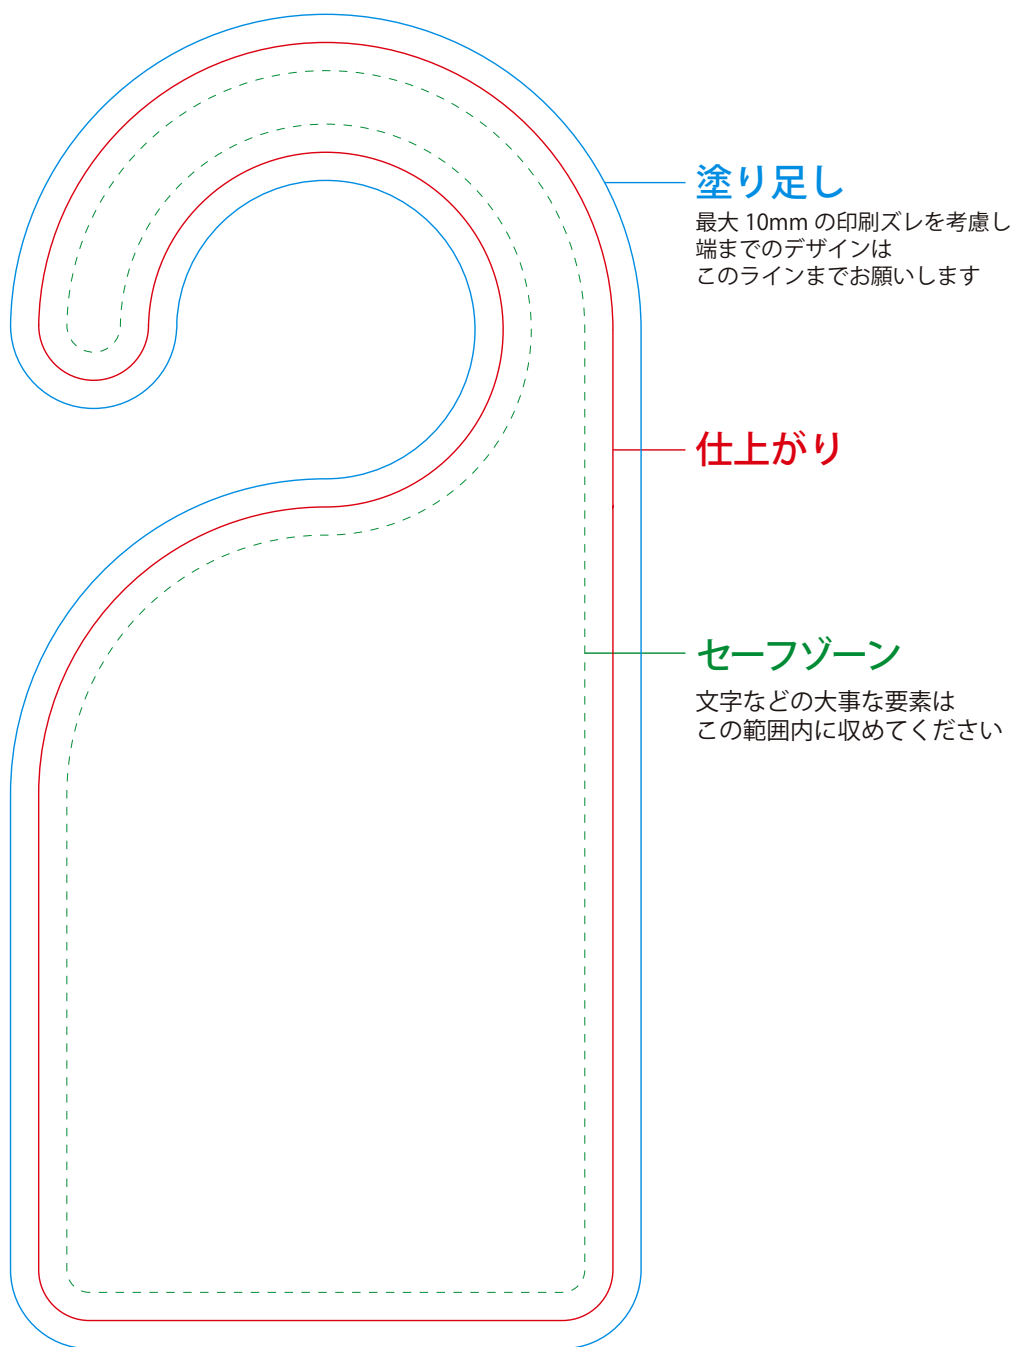 塗り足し
最大 10mm の印刷ズレを考慮し
端までのデザインは
このラインまでお願いします
仕上がり
セーフゾーン
文字などの大事な要素は
この範囲内に収めてください